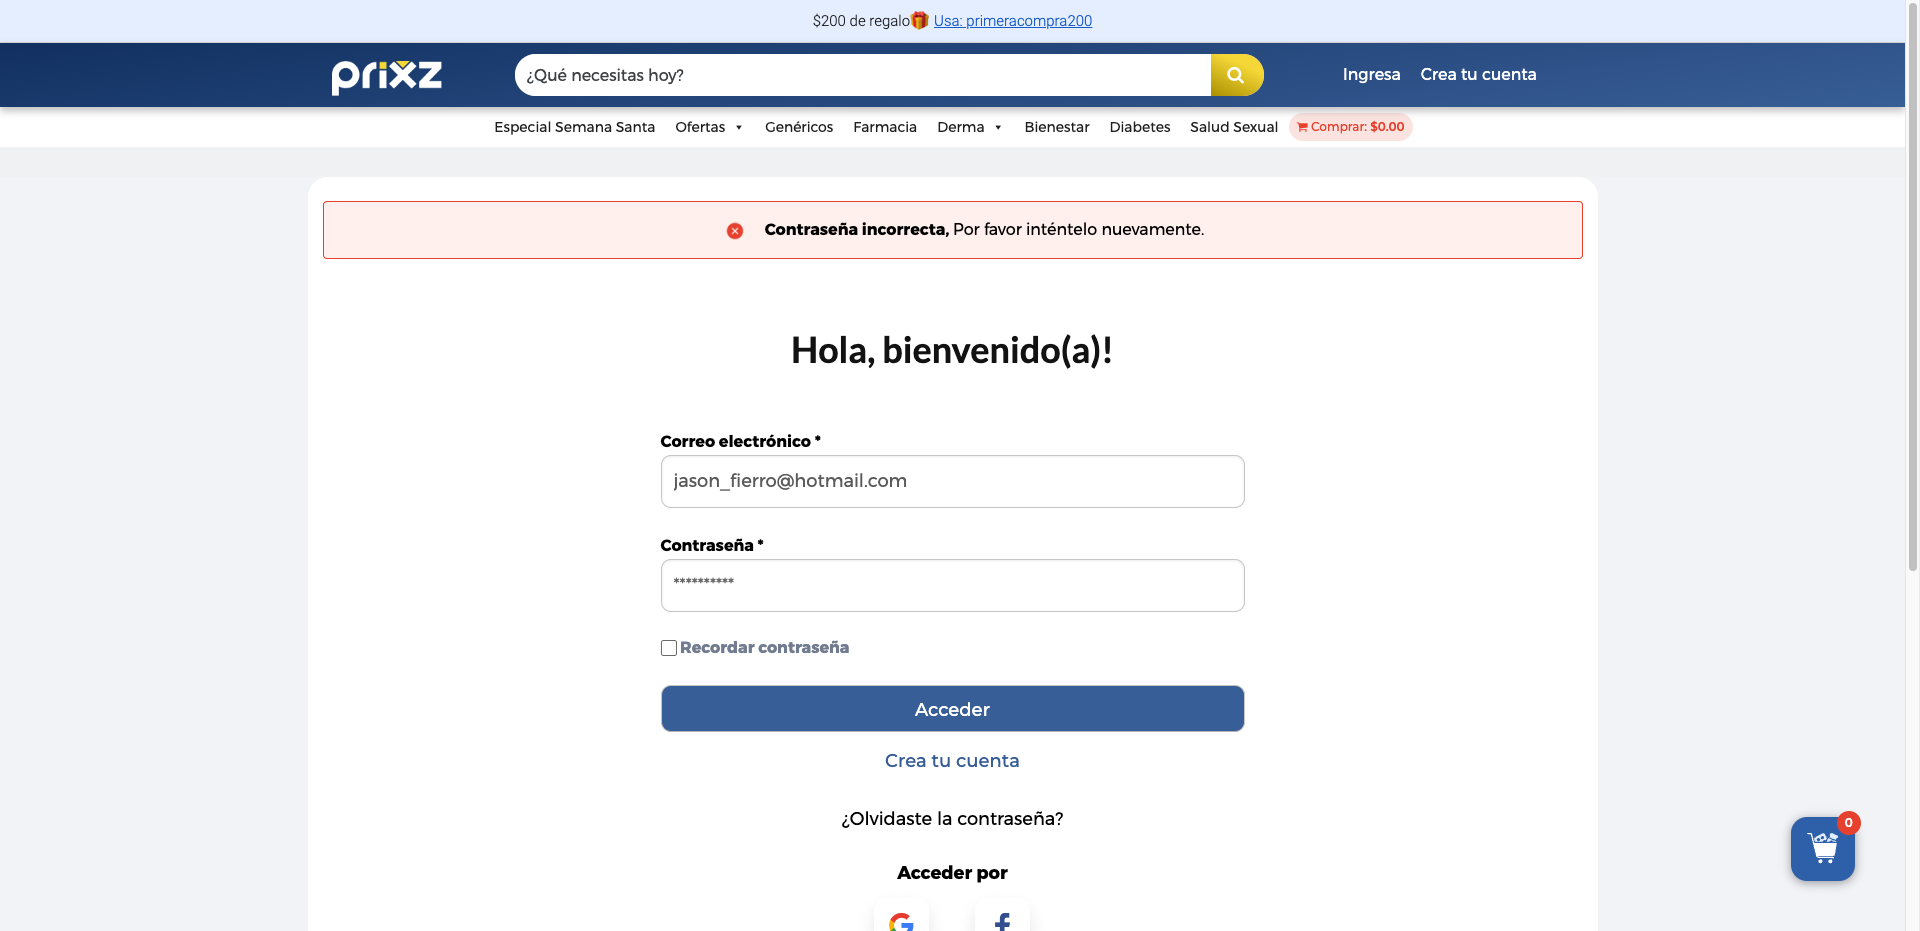 $200 de regalo🎁 Usa: primeracompra200
prixz
¿Qué necesitas hoy?
Ingresa
Crea tu cuenta
Especial Semana Santa
Ofertas
Genéricos
Farmacia
Derma
Bienestar
Diabetes
Salud Sexual
Comprar: $0.00
Contraseña incorrecta, Por favor inténtelo nuevamente.
Hola, bienvenido(a)!
Correo electrónico *
jason_fierro@hotmail.com
Contraseña *
**********
Recordar contraseña
Acceder
Crea tu cuenta
¿Olvidaste la contraseña?
0
Acceder por